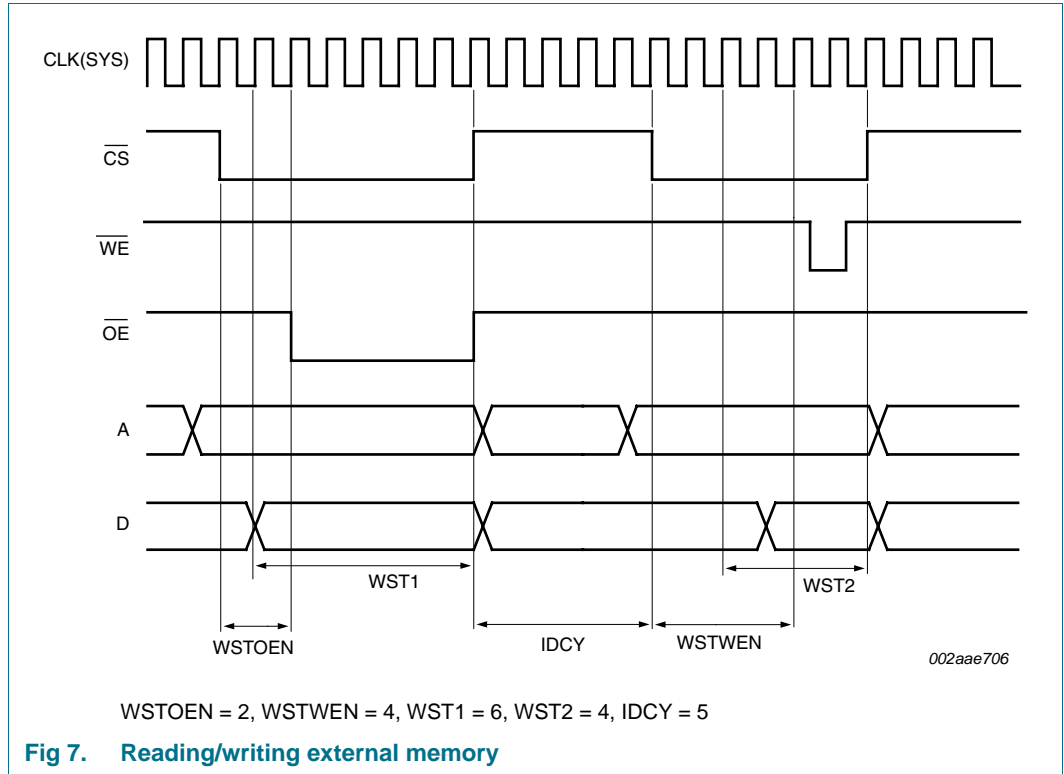 CLK(SYS)
CS
WE
OE
A
D
WST1
WST2
WSTOEN
IDCY
WSTWEN
002aae706
WSTOEN = 2, WSTWEN = 4, WST1 = 6, WST2 = 4, IDCY = 5
Fig 7. Reading/writing external memory